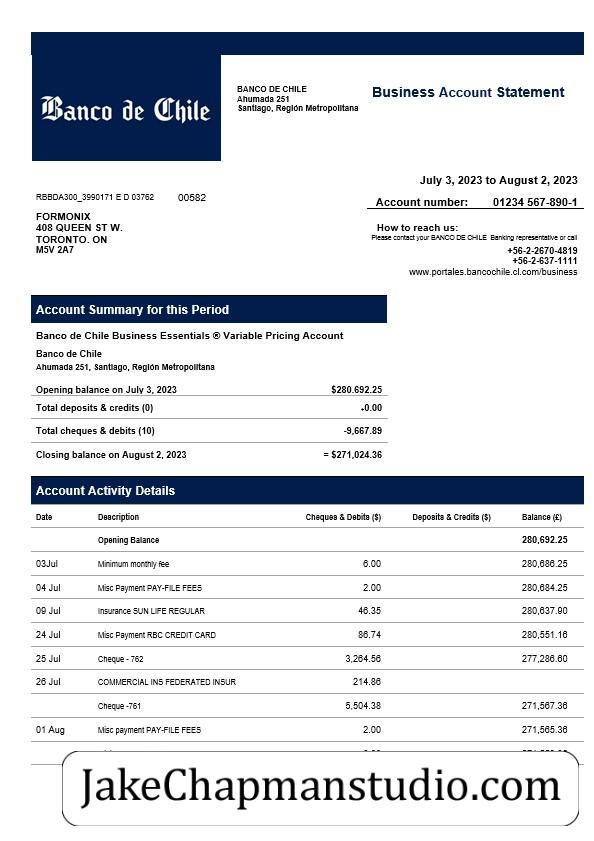 Banco de Chile
BANCO DE CHILE
Ahumada 251
Santiago, Región Metropolitana
Business Account Statement
July 3, 2023 to August 2, 2023
RBBDA300_3990171 E D 03762 00582
Account number: 01234 567-890-1
FORMONIX
408 QUEEN ST W.
TORONTO. ON
M5V 2A7
How to reach us:
Please contact your BANCO DE CHILE Banking representative or call
+56-2-2670-4819
+56-2-637-1111
www.portales.bancochile.cl.com/business
Account Summary for this Period
Banco de Chile Business Essentials ® Variable Pricing Account
Banco de Chile
Ahumada 251, Santiago, Región Metropolitana
Opening balance on July 3, 2023 $280.692.25
Total deposits & credits (0) +0.00
Total cheques & debits (10) -9,667.89
Closing balance on August 2, 2023 = $271,024.36
Account Activity Details
Date Description Cheques & Debits ($) Deposits & Credits ($) Balance (£)
Opening Balance 280,692.25
03Jul Minimum monthly fee 6.00 280,686.25
04 Jul Misc Payment PAY-FILE FEES 2.00 280,684.25
09 Jul Insurance SUN LIFE REGULAR 46.35 280,637.90
24 Jul Misc Payment RBC CREDIT CARD 86.74 280,551.16
25 Jul Cheque - 762 3,264.56 277,286.60
26 Jul COMMERCIAL INS FEDERATED INSUR 214.86
Cheque -761 5,504.38 271,567.36
01 Aug Misc payment PAY-FILE FEES 2.00 271,565.36
JakeChapmanstudio.com